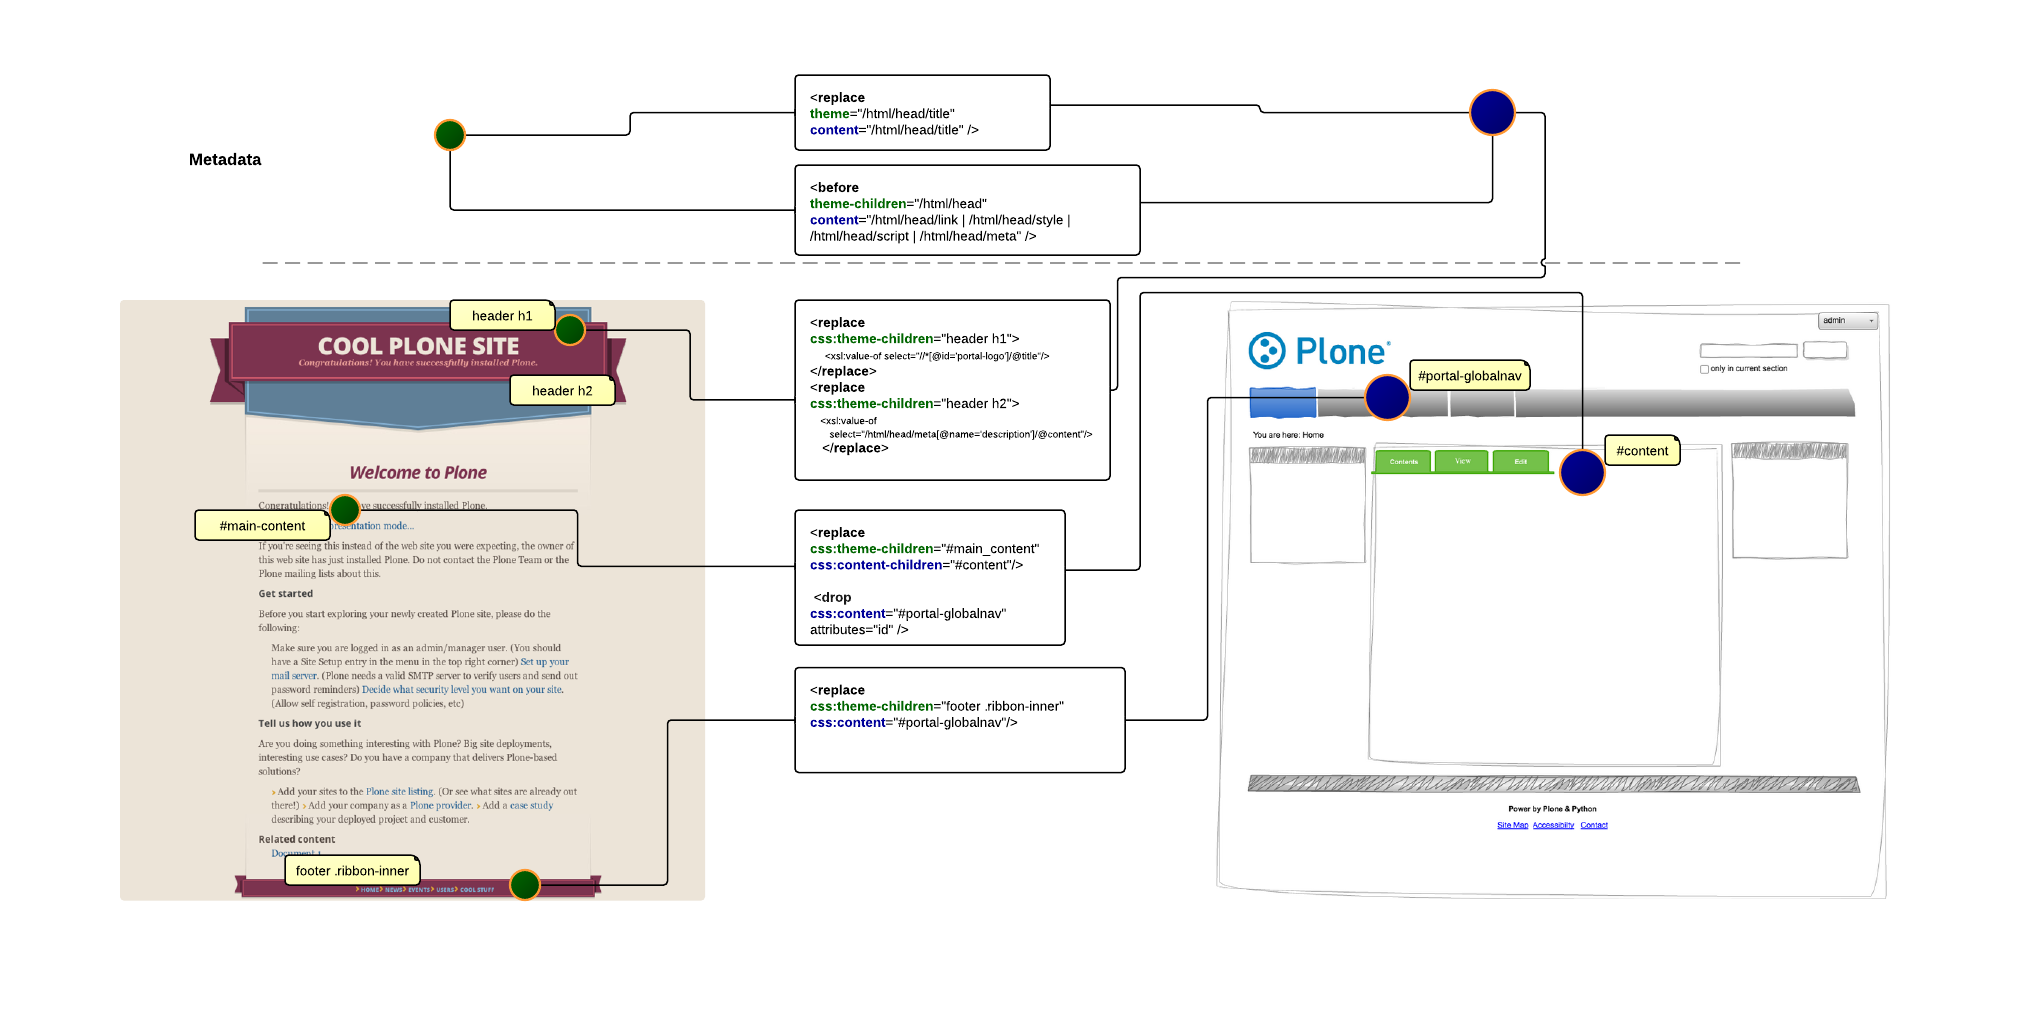 Metadata
<replace
theme="/html/head/title"
content="/html/head/title" />
<before
theme-children="/html/head"
content="/html/head/link | /html/head/style |
/html/head/script | /html/head/meta" />
header h1
COOL PLONE SITE
Congratulations! You have successfully installed Plone.
header h2
Welcome to Plone
Congratulations! ve successfully installed Plone.
#main-content
presentation mode...
If you're seeing this instead of the web site you were expecting, the owner of
this web site has just installed Plone. Do not contact the Plone Team or the
Plone mailing lists about this.
Get started
Before you start exploring your newly created Plone site, please do the
following:
Make sure you are logged in as an admin/manager user. (You should
have a Site Setup entry in the menu in the top right corner) Set up your
mail server. (Plone needs a valid SMTP server to verify users and send out
password reminders) Decide what security level you want on your site.
(Allow self registration, password policies, etc)
Tell us how you use it
Are you doing something interesting with Plone? Big site deployments,
interesting use cases? Do you have a company that delivers Plone-based
solutions?
› Add your sites to the Plone site listing. (Or see what sites are already out
there!) › Add your company as a Plone provider. › Add a case study
describing your deployed project and customer.
Related content
Document
footer .ribbon-inner
› HOME › NEWS › EVENTS › USERS › COOL STUFF
<replace
css:theme-children="header h1">
<xsl:value-of select="//*[@id='portal-logo']/@title"/>
</replace>
<replace
css:theme-children="header h2">
<xsl:value-of
select="/html/head/meta[@name='description']/@content"/>
</replace>
<replace
css:theme-children="#main_content"
css:content-children="#content"/>
<drop
css:content="#portal-globalnav"
attributes="id" />
<replace
css:theme-children="footer .ribbon-inner"
css:content="#portal-globalnav"/>
admin
Plone®
only in current section
#portal-globalnav
You are here: Home
#content
Contents View Edit
Power by Plone & Python
Site Map Accessibilty Contact